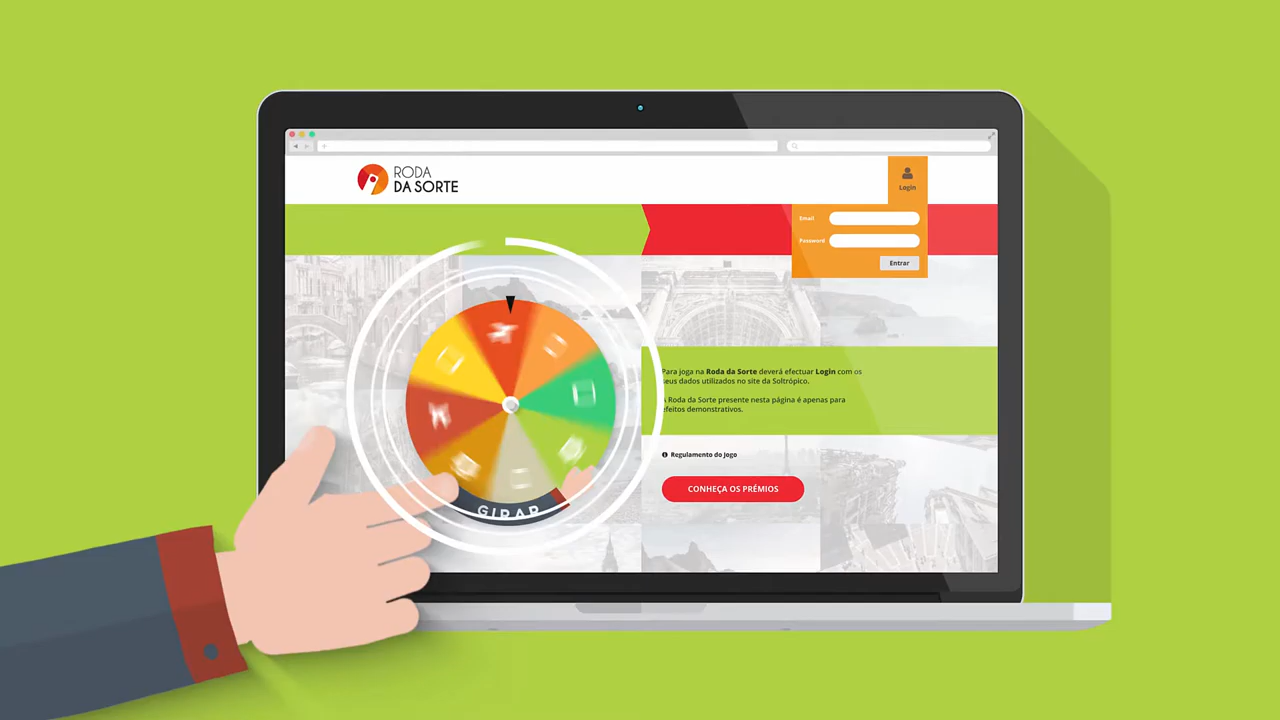 RODA
DA SORTE
Login
Email
Password
Entrar
Para joga na Roda da Sorte deverá efectuar Login com os
seus dados utilizados no site da Soltrópico.
A Roda da Sorte presente nesta página é apenas para
efeitos demonstrativos.
Regulamento do Jogo
CONHEÇA OS PRÉMIOS
GIRAR